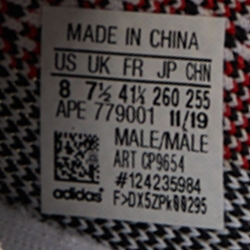 MADE IN CHINA
US UK FR JP CHN
8 7½ 41⅓ 260 255
APE 779001 11/19
MALE/MALE
ART CP9654
#124235984
adidas F>DX5ZPk00295